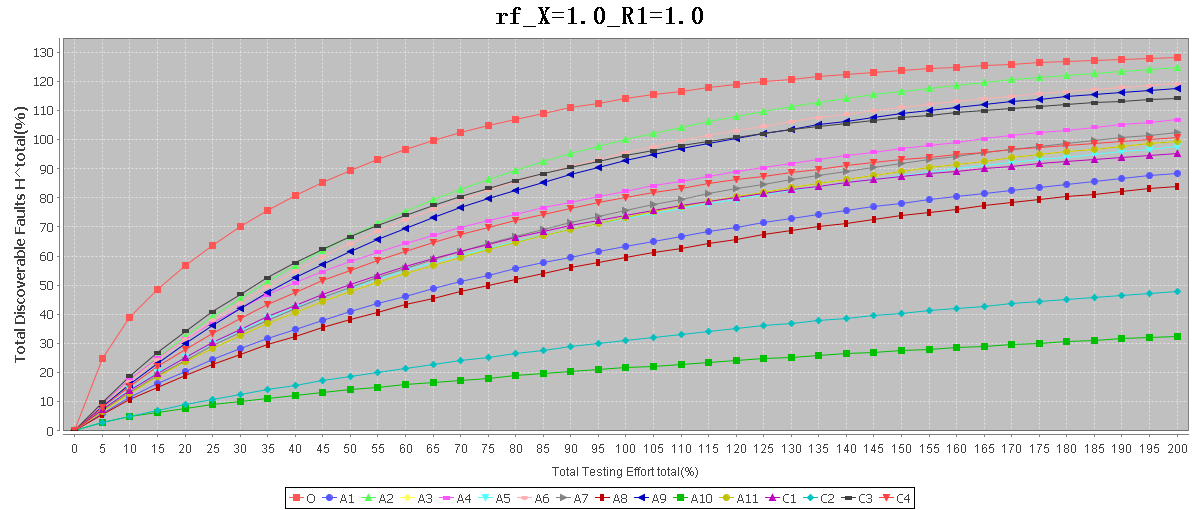 rf_X=1.0_R1=1.0
Total Discoverable Faults H^total(%)
130
120
110
100
90
80
70
60
50
40
30
20
10
0
0 5 10 15 20 25 30 35 40 45 50 55 60 65 70 75 80 85 90 95 100 105 110 115 120 125 130 135 140 145 150 155 160 165 170 175 180 185 190 195 200
Total Testing Effort total(%)
O A1 A2 A3 A4 A5 A6 A7 A8 A9 A10 A11 C1 C2 C3 C4